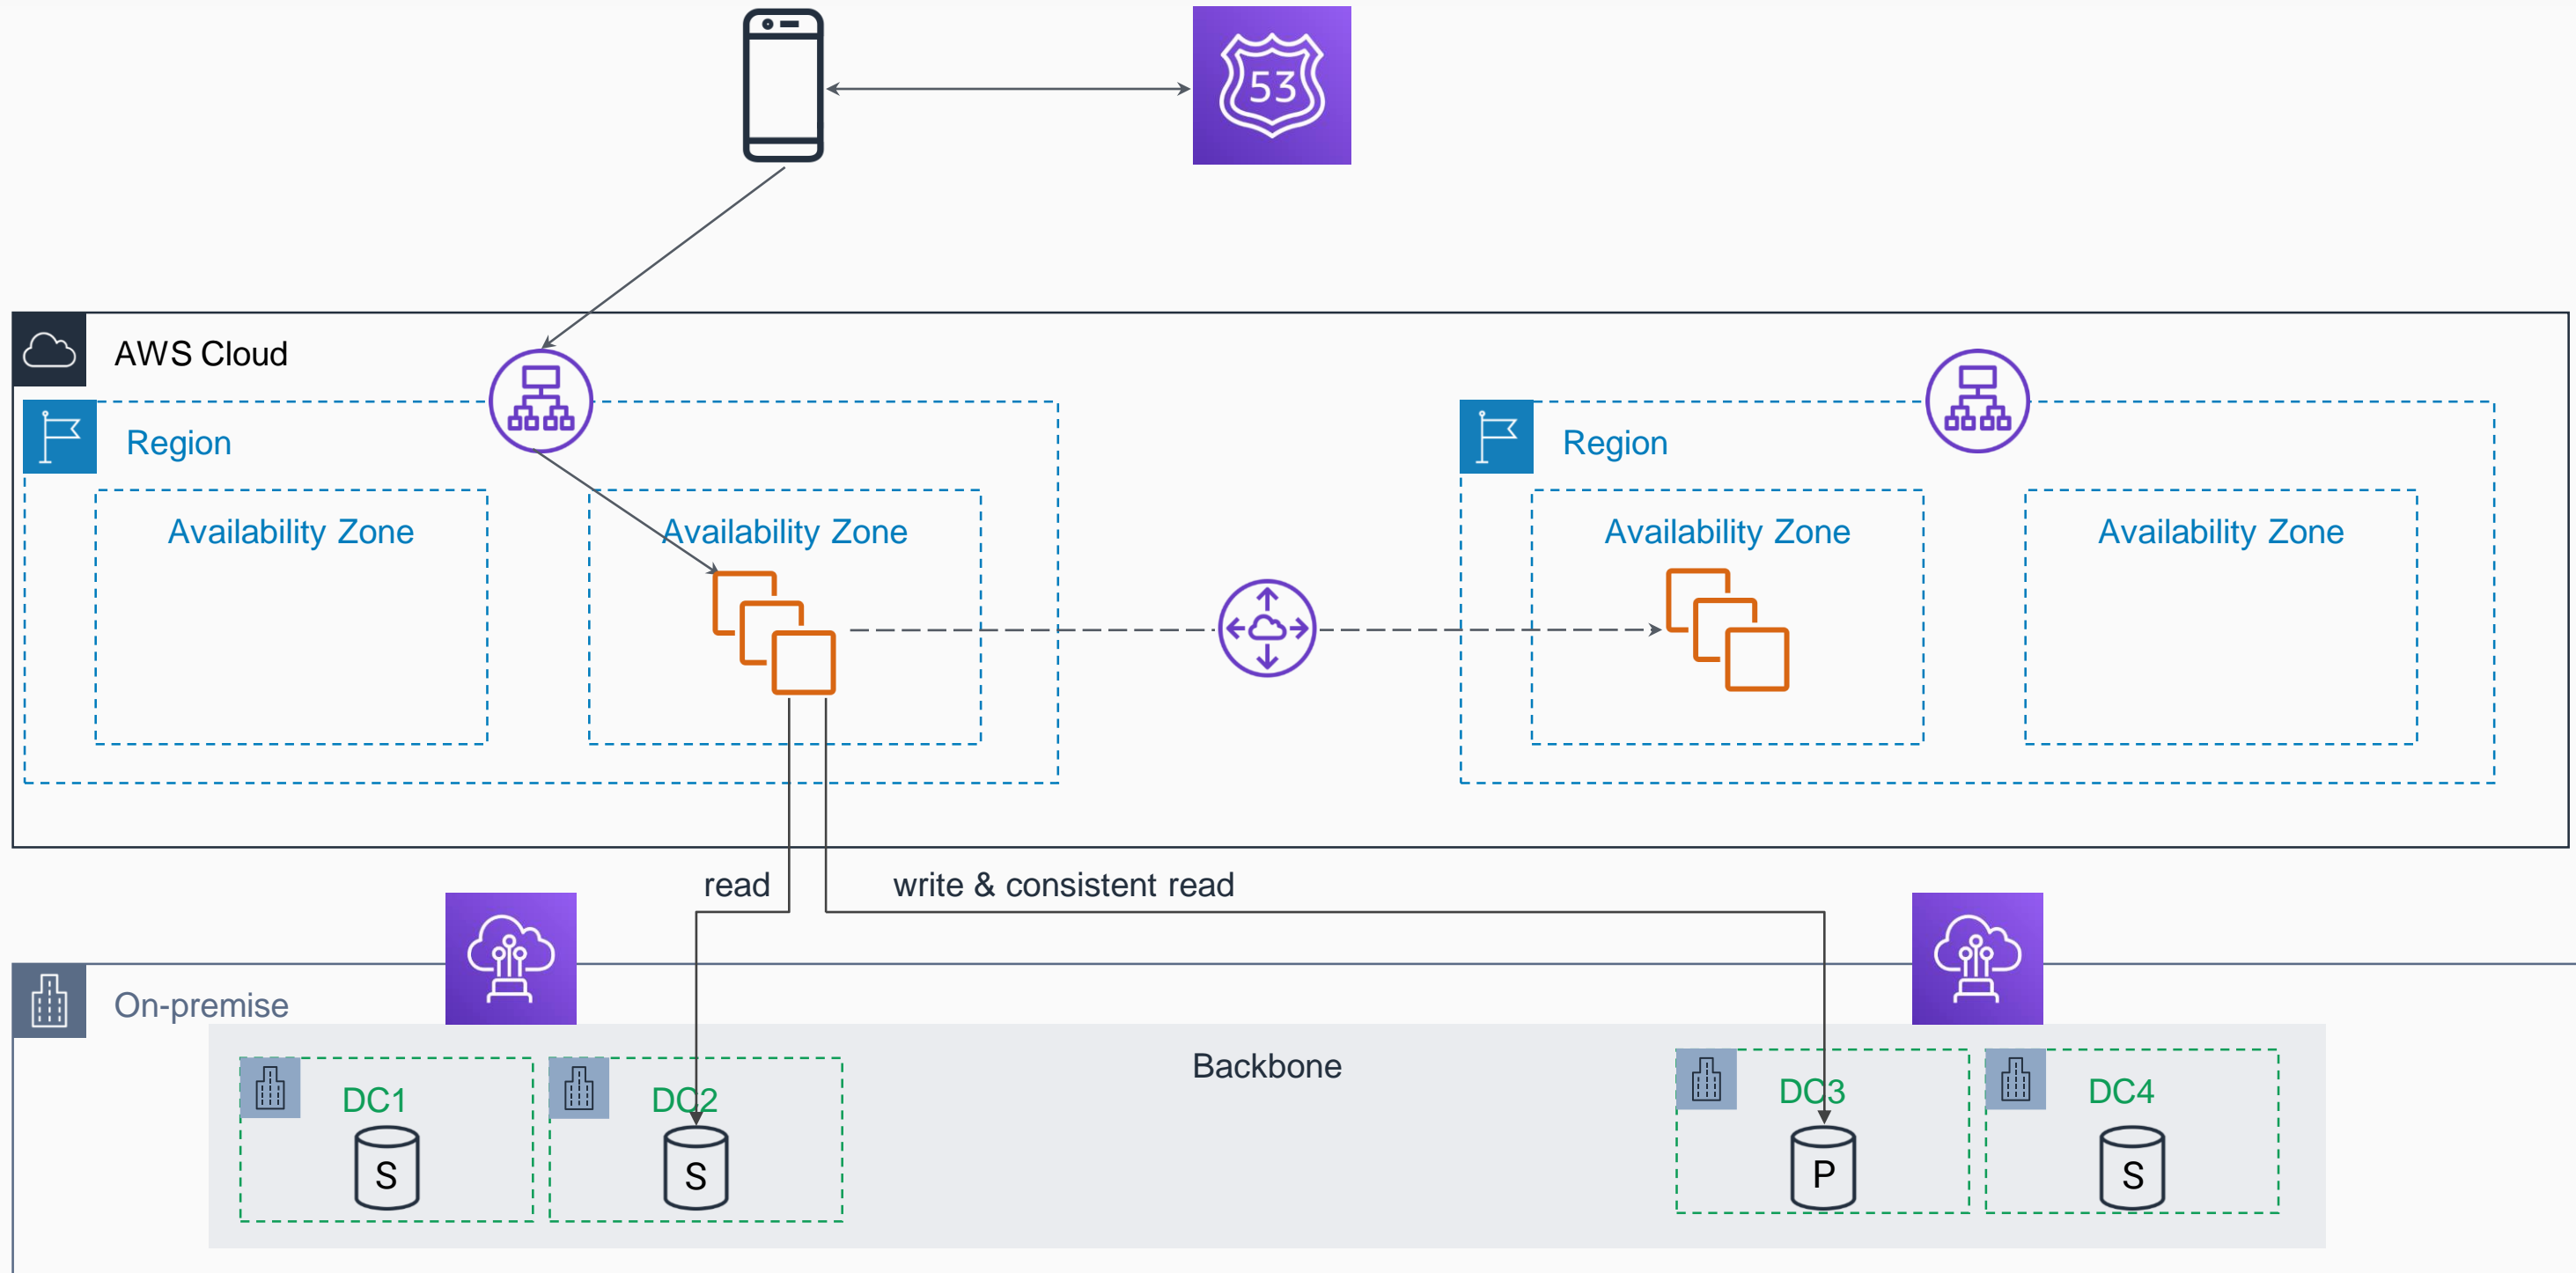 53
AWS Cloud
Region
Region
Availability Zone
Availability Zone
Availability Zone
Availability Zone
read
write & consistent read
On-premise
Backbone
DC1
DC2
DC3
DC4
S
S
P
S